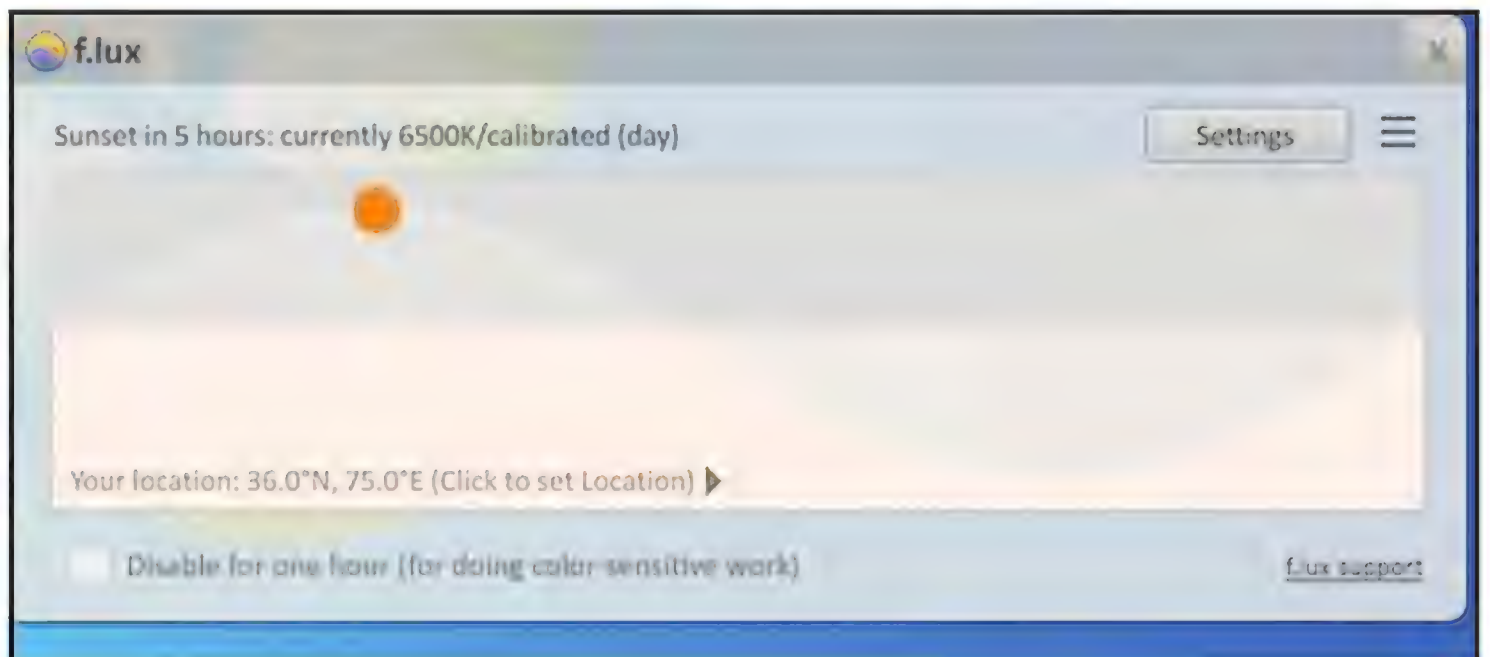 f.lux
Sunset in 5 hours: currently 6500K/calibrated (day)
Settings
Your location: 36.0°N, 75.0°E (Click to set Location)
Disable for one hour (for doing color-sensitive work)
f.lux support